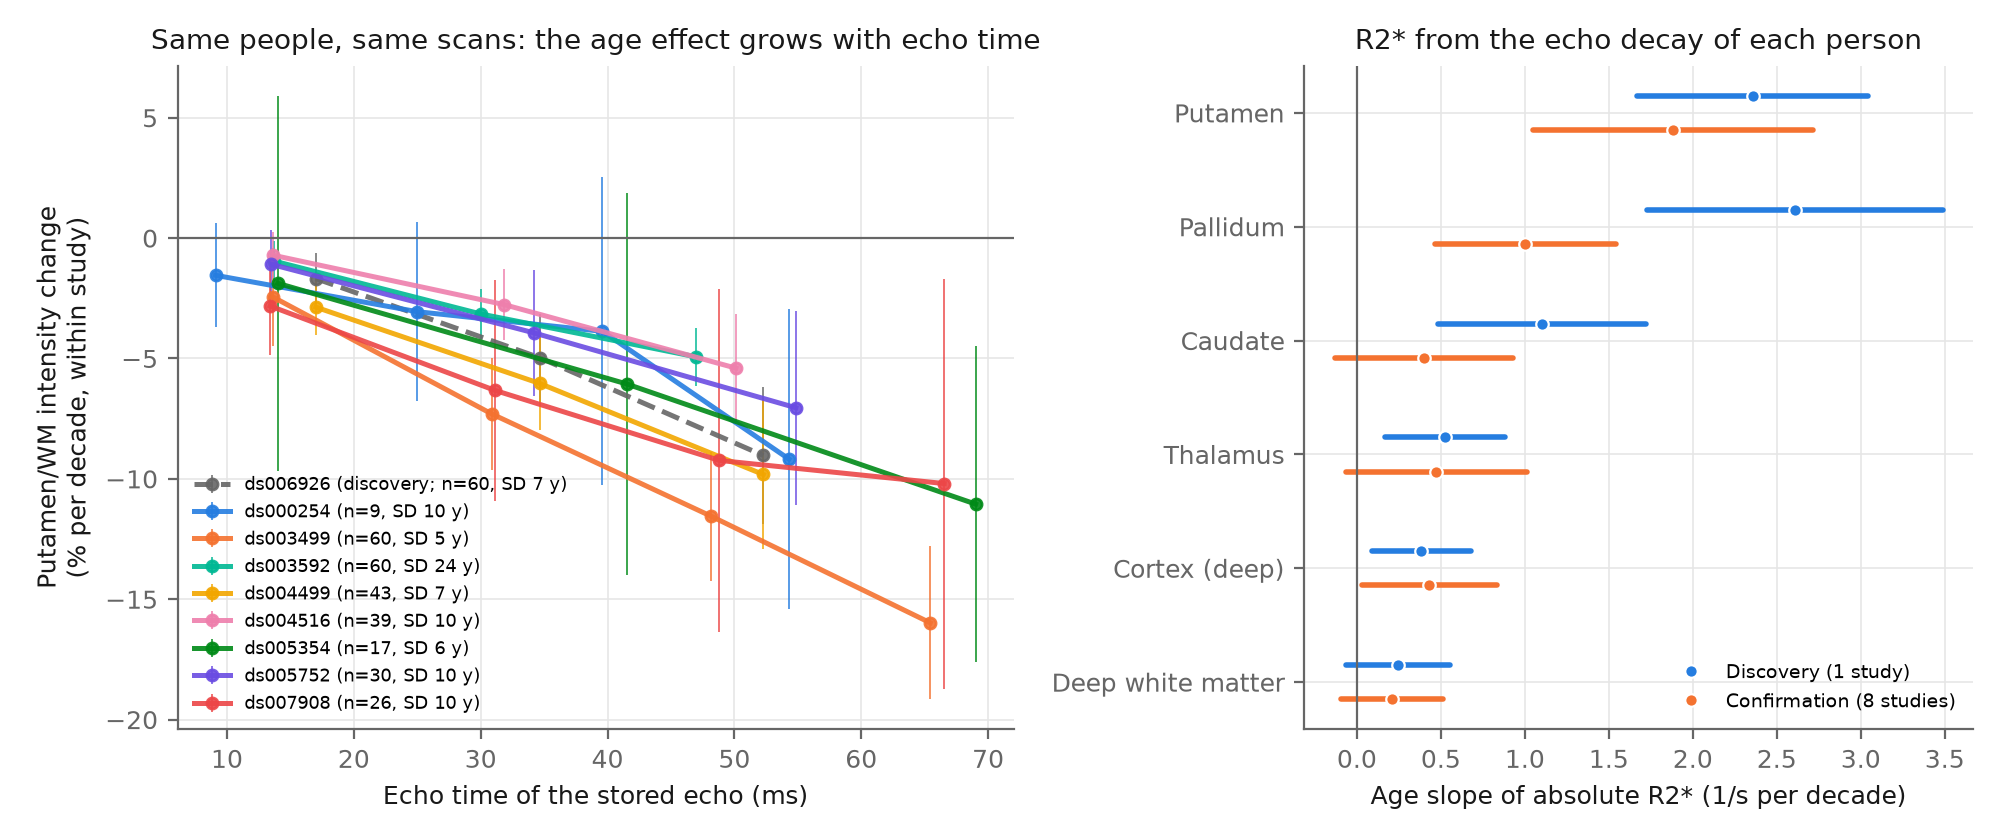 Same people, same scans: the age effect grows with echo time
Putamen/WM intensity change
(% per decade, within study)
5
0
−5
−10
−15
−20
ds006926 (discovery; n=60, SD 7 y)
ds000254 (n=9, SD 10 y)
ds003499 (n=60, SD 5 y)
ds003592 (n=60, SD 24 y)
ds004499 (n=43, SD 7 y)
ds004516 (n=39, SD 10 y)
ds005354 (n=17, SD 6 y)
ds005752 (n=30, SD 10 y)
ds007908 (n=26, SD 10 y)
10 20 30 40 50 60 70
Echo time of the stored echo (ms)
R2* from the echo decay of each person
Putamen
Pallidum
Caudate
Thalamus
Cortex (deep)
Deep white matter
Discovery (1 study)
Confirmation (8 studies)
0.0 0.5 1.0 1.5 2.0 2.5 3.0 3.5
Age slope of absolute R2* (1/s per decade)